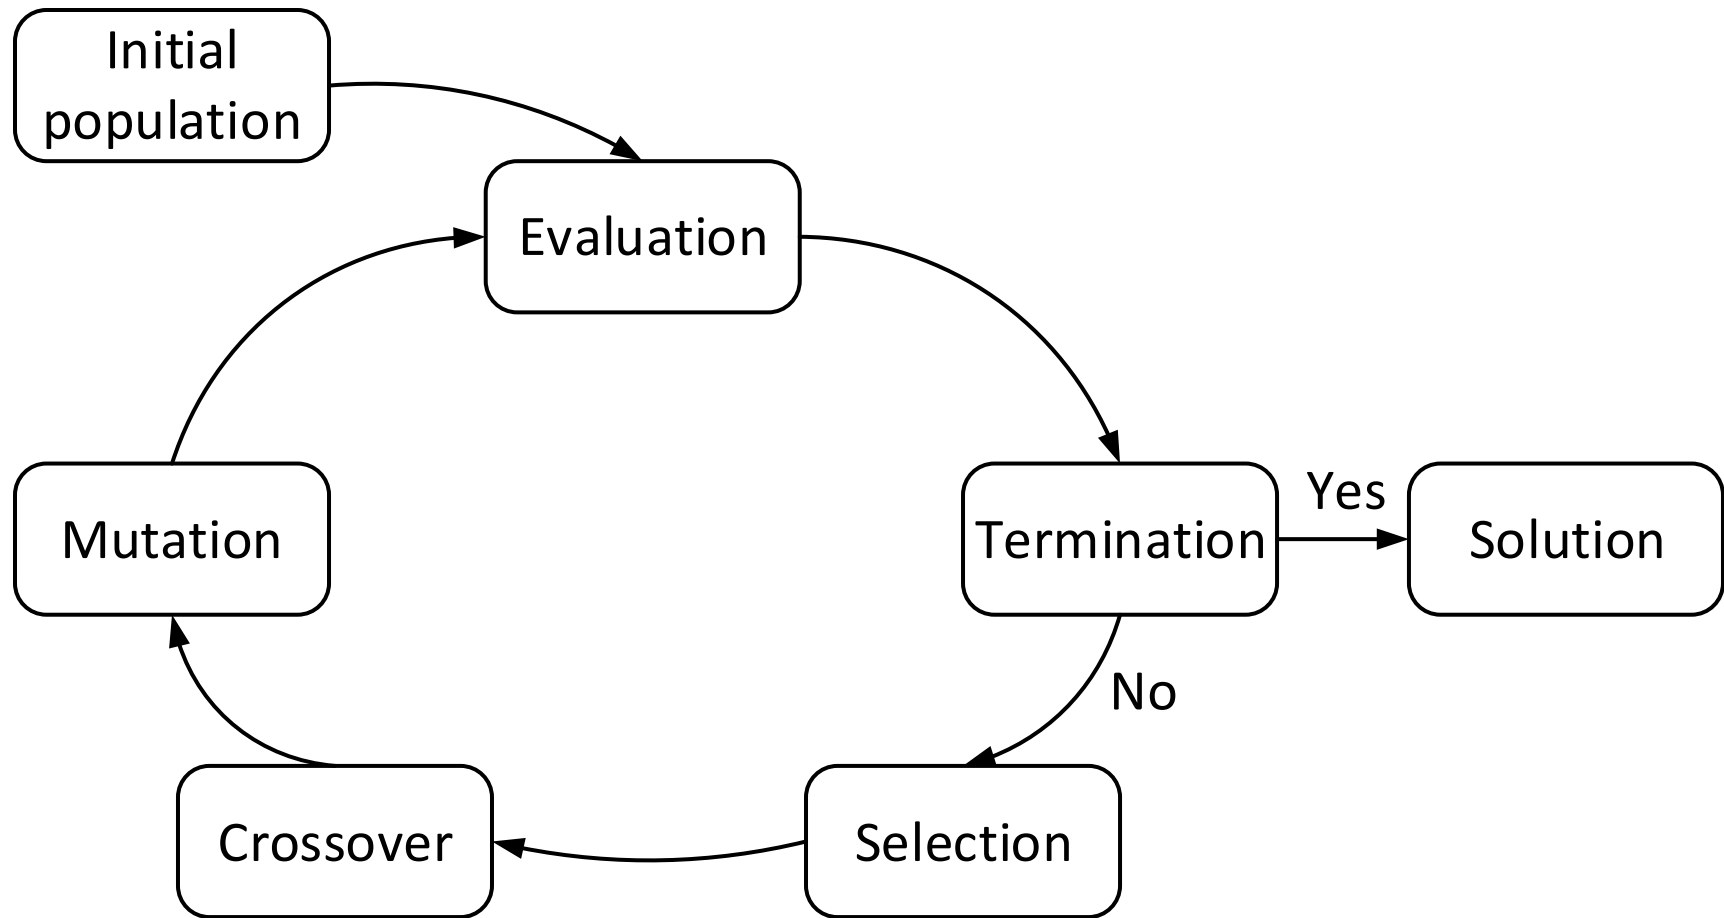 Initial
population
Evaluation
Mutation
Termination
Yes
Solution
No
Crossover
Selection